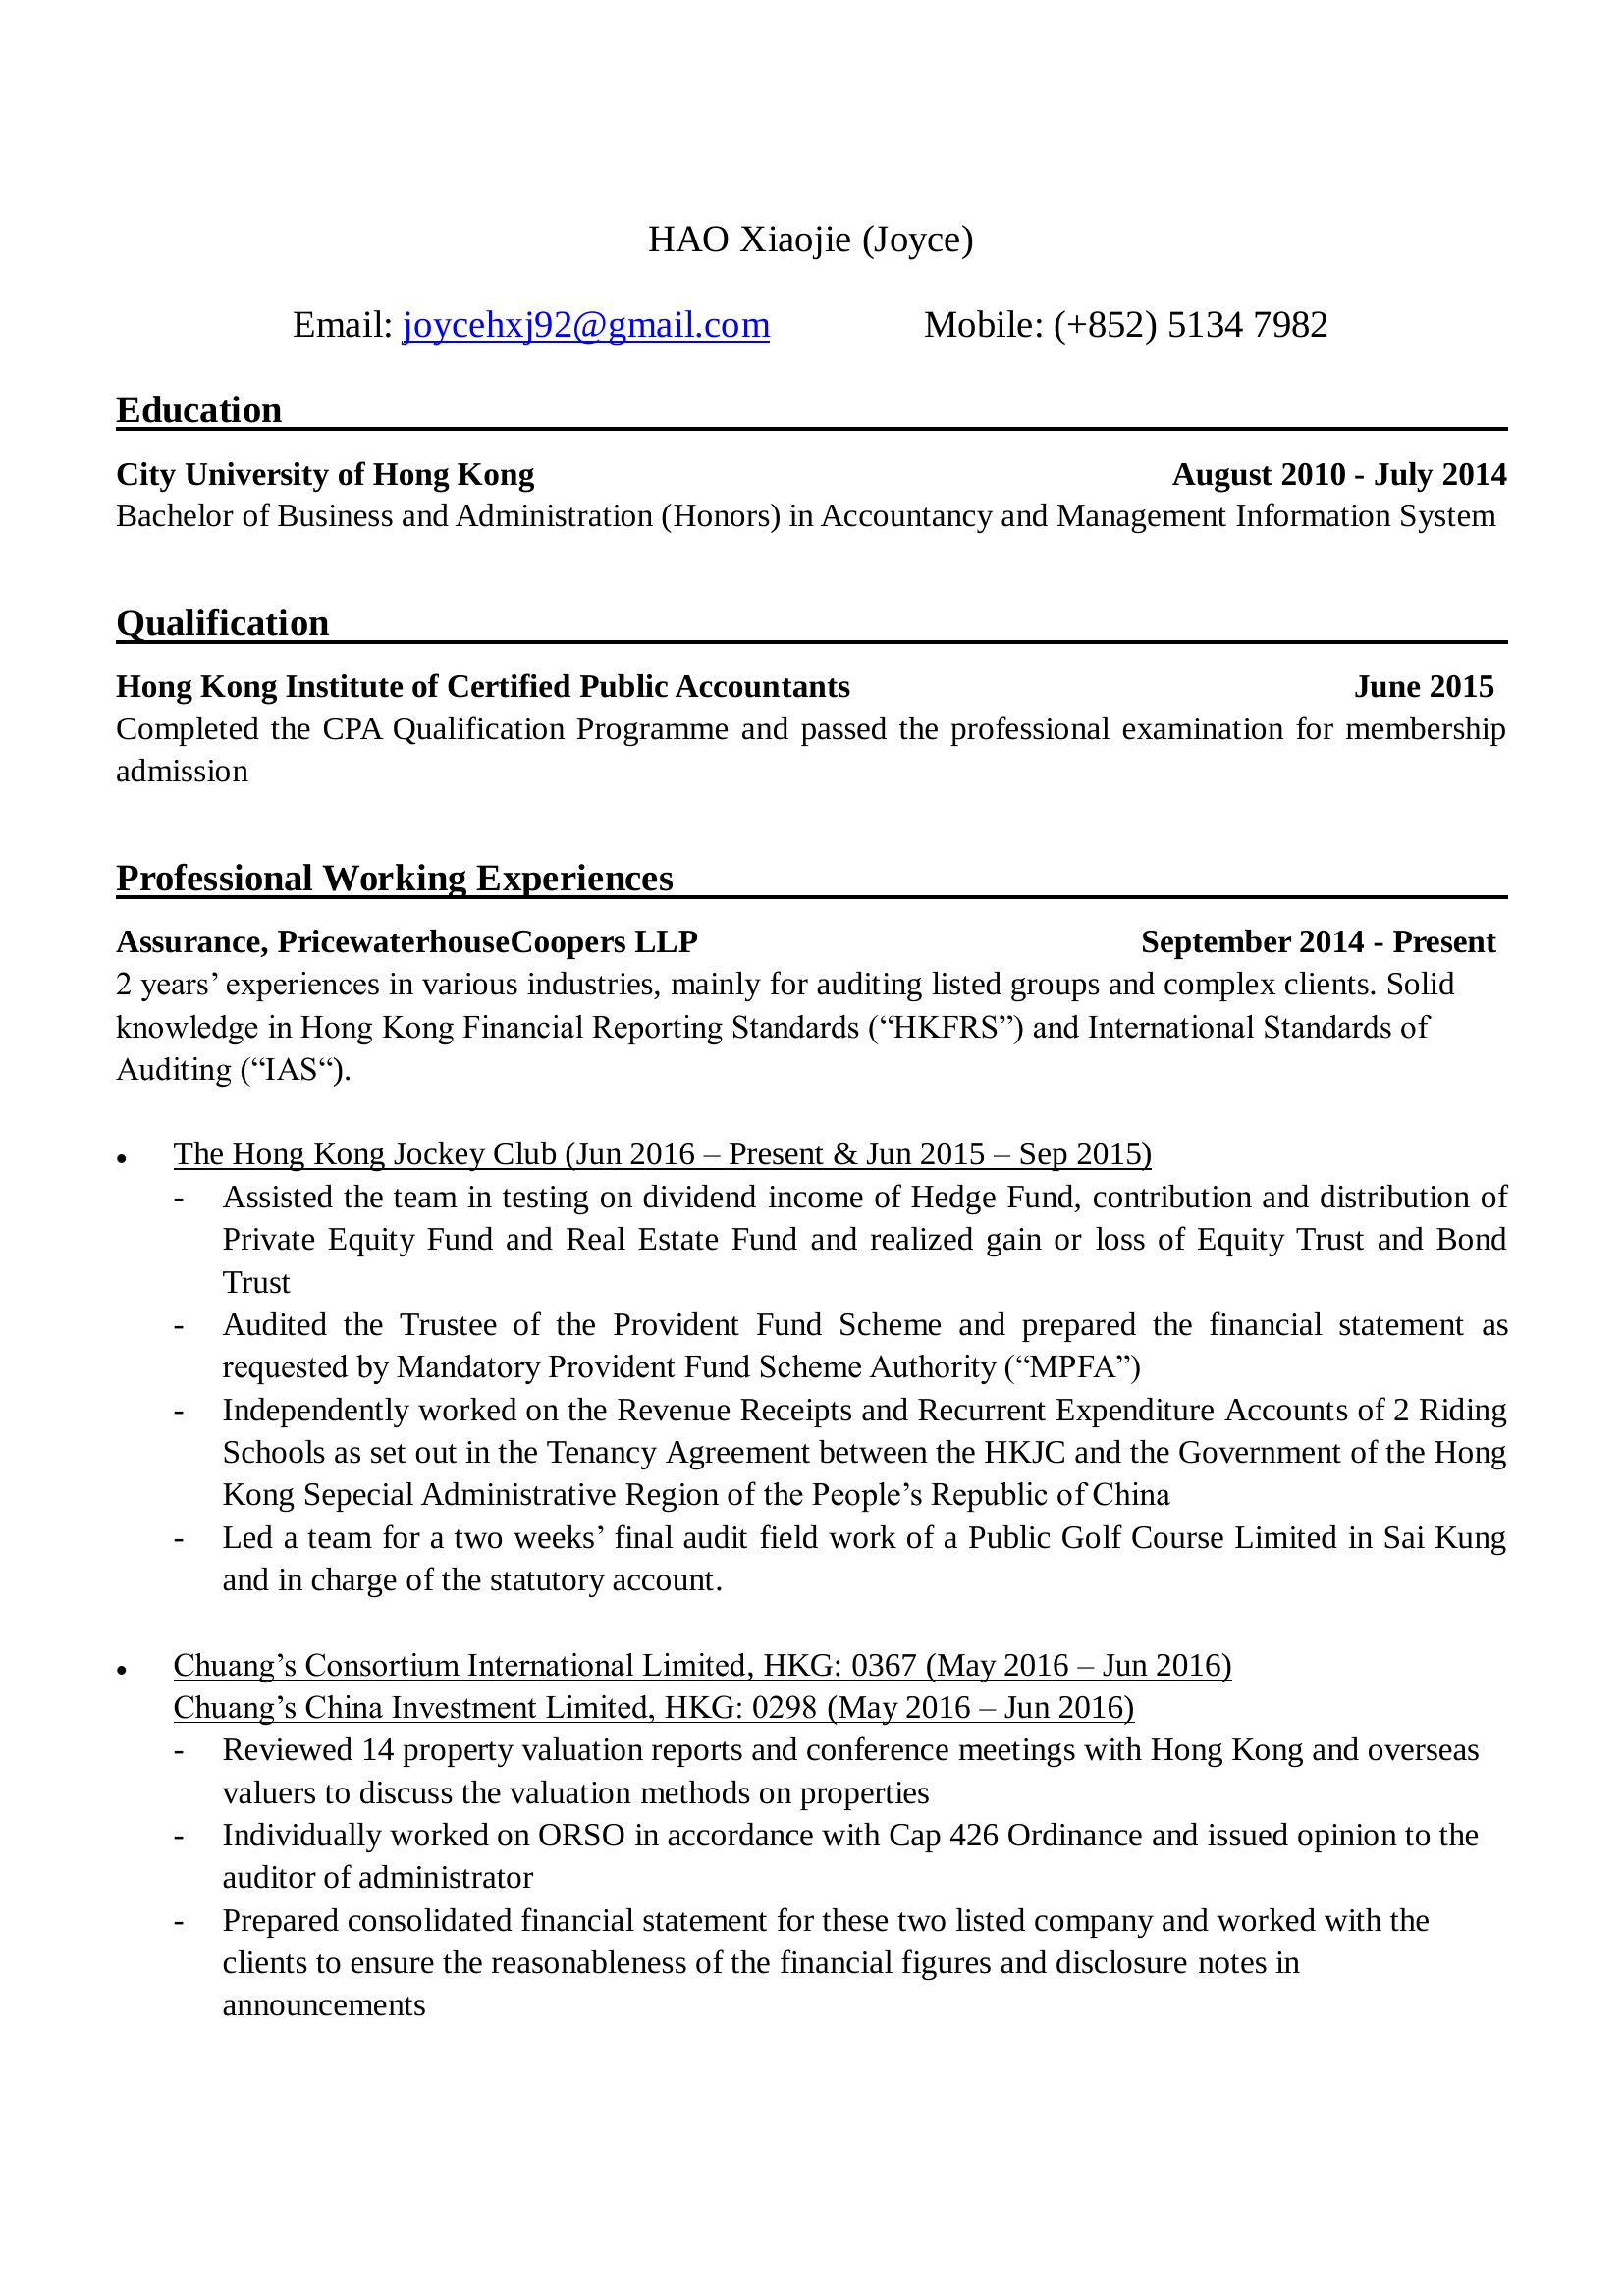 HAO Xiaojie (Joyce)
Email: joycehxj92@gmail.com Mobile: (+852) 5134 7982
Education
City University of Hong Kong August 2010 - July 2014
Bachelor of Business and Administration (Honors) in Accountancy and Management Information System
Qualification
Hong Kong Institute of Certified Public Accountants June 2015
Completed the CPA Qualification Programme and passed the professional examination for membership
admission
Professional Working Experiences
Assurance, PricewaterhouseCoopers LLP September 2014 - Present
2 years’ experiences in various industries, mainly for auditing listed groups and complex clients. Solid
knowledge in Hong Kong Financial Reporting Standards (“HKFRS”) and International Standards of
Auditing (“IAS“).
• The Hong Kong Jockey Club (Jun 2016 – Present & Jun 2015 – Sep 2015)
- Assisted the team in testing on dividend income of Hedge Fund, contribution and distribution of
Private Equity Fund and Real Estate Fund and realized gain or loss of Equity Trust and Bond
Trust
- Audited the Trustee of the Provident Fund Scheme and prepared the financial statement as
requested by Mandatory Provident Fund Scheme Authority (“MPFA”)
- Independently worked on the Revenue Receipts and Recurrent Expenditure Accounts of 2 Riding
Schools as set out in the Tenancy Agreement between the HKJC and the Government of the Hong
Kong Sepecial Administrative Region of the People’s Republic of China
- Led a team for a two weeks’ final audit field work of a Public Golf Course Limited in Sai Kung
and in charge of the statutory account.
• Chuang’s Consortium International Limited, HKG: 0367 (May 2016 – Jun 2016)
Chuang’s China Investment Limited, HKG: 0298 (May 2016 – Jun 2016)
- Reviewed 14 property valuation reports and conference meetings with Hong Kong and overseas
valuers to discuss the valuation methods on properties
- Individually worked on ORSO in accordance with Cap 426 Ordinance and issued opinion to the
auditor of administrator
- Prepared consolidated financial statement for these two listed company and worked with the
clients to ensure the reasonableness of the financial figures and disclosure notes in
announcements